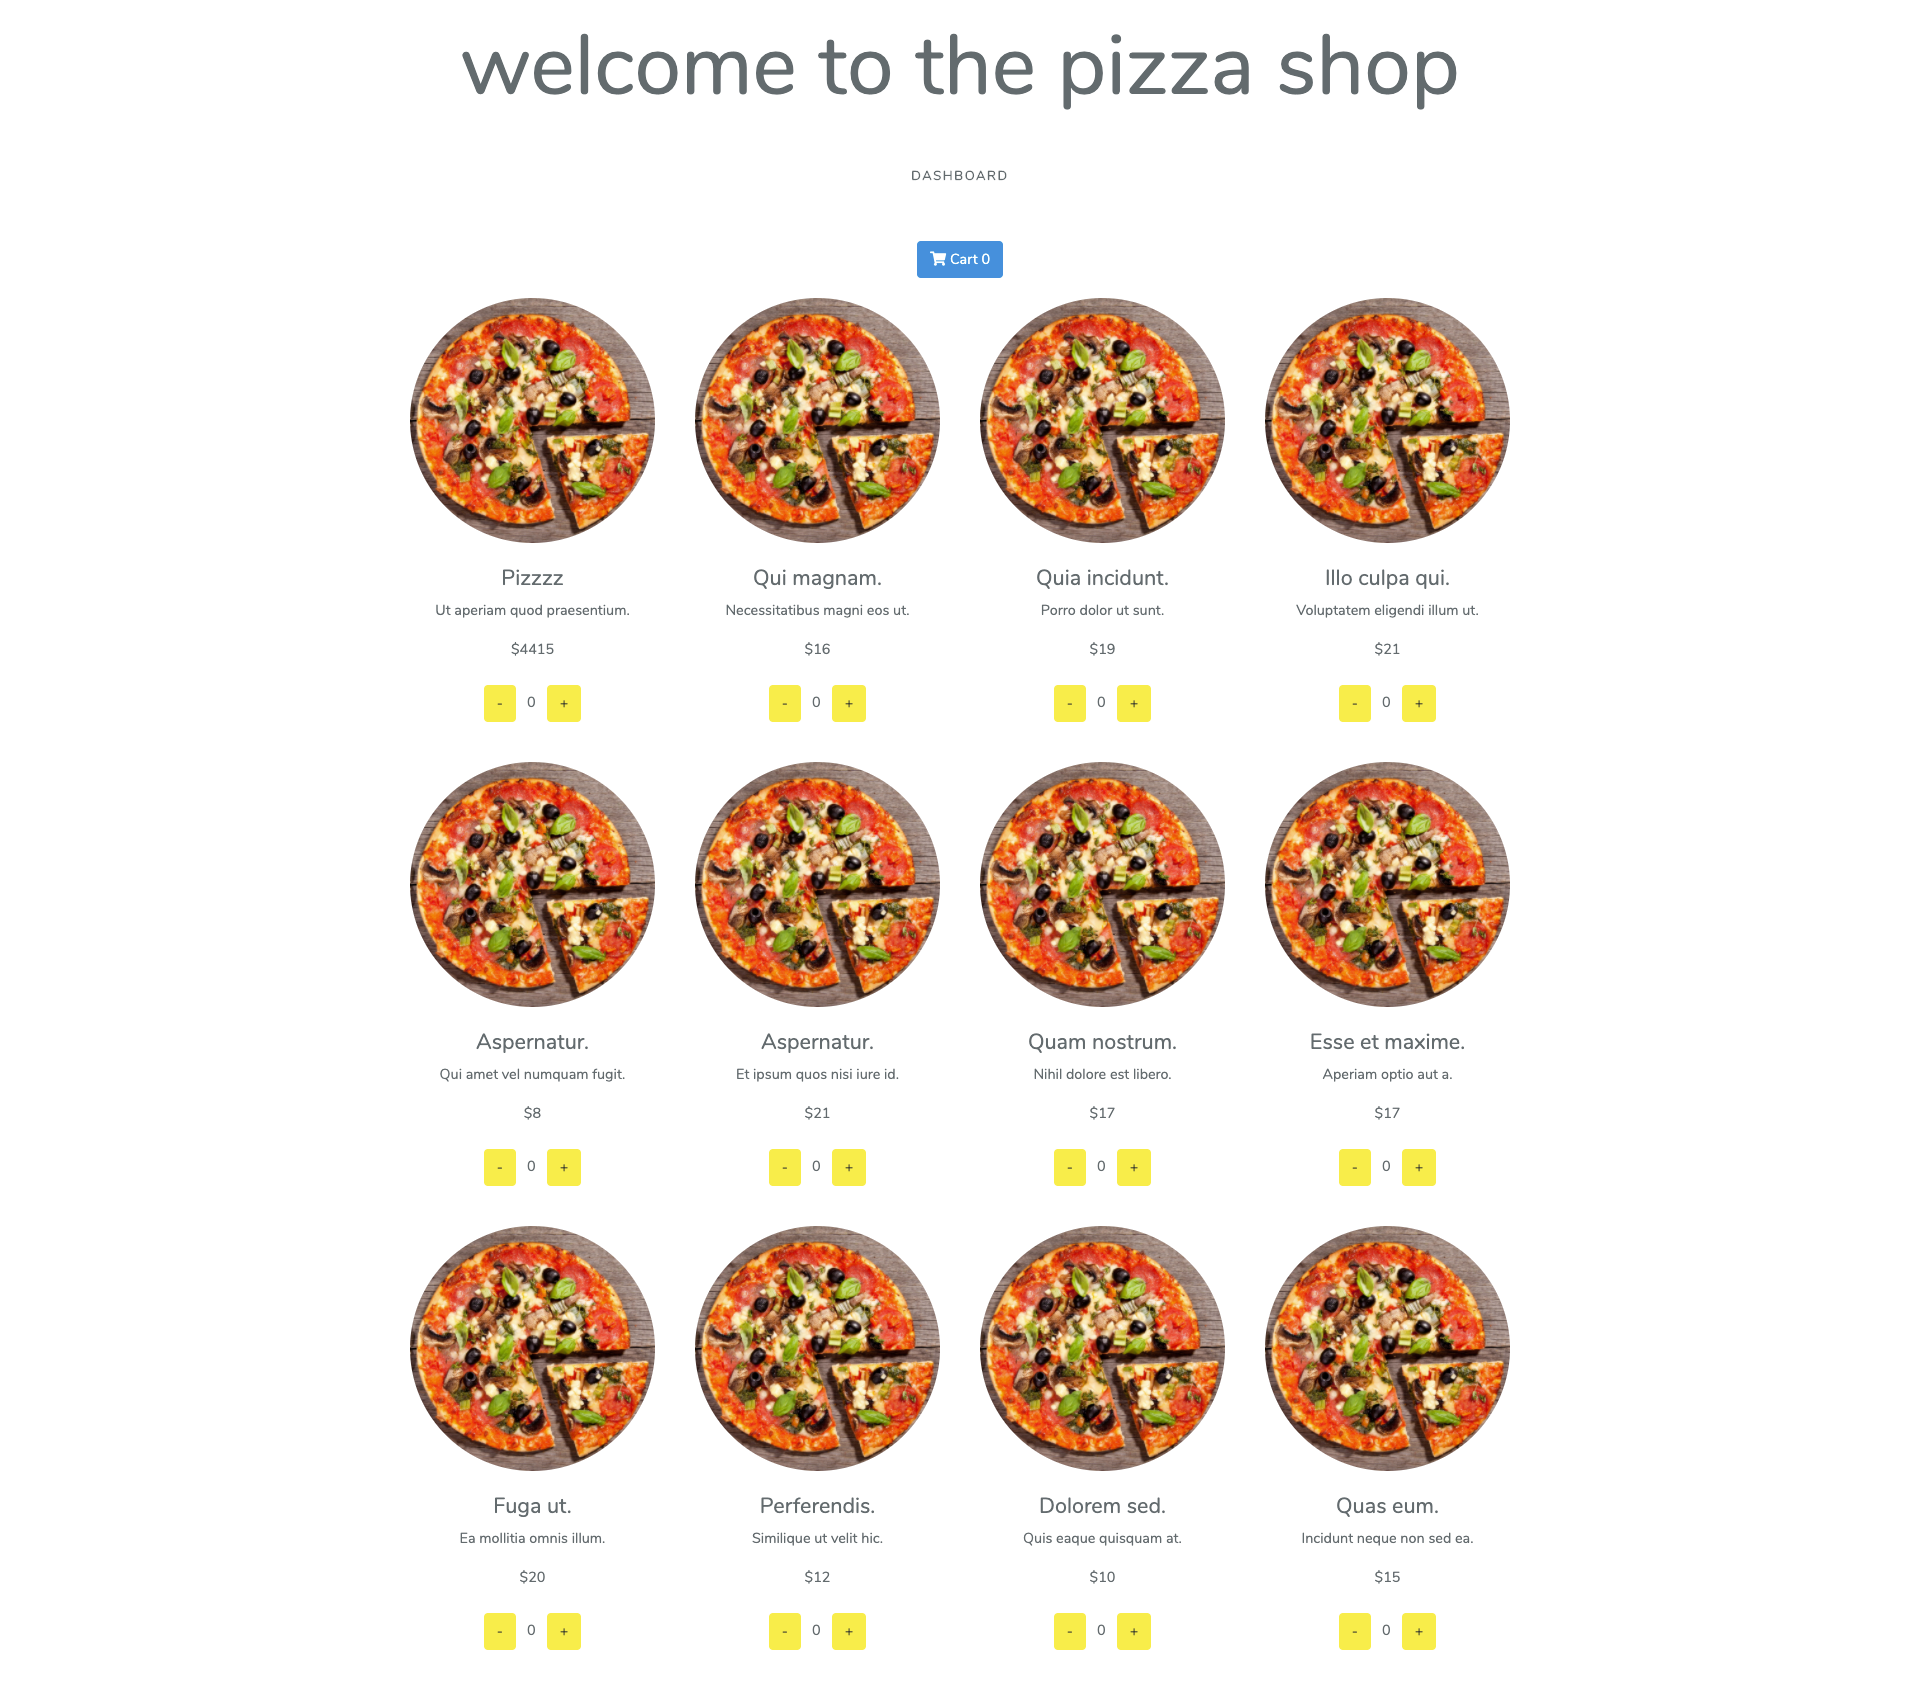 welcome to the pizza shop
DASHBOARD
Cart 0
Pizzzz
Ut aperiam quod praesentium.
$4415
- 0 +
Qui magnam.
Necessitatibus magni eos ut.
$16
- 0 +
Quia incidunt.
Porro dolor ut sunt.
$19
- 0 +
Illo culpa qui.
Voluptatem eligendi illum ut.
$21
- 0 +
Aspernatur.
Qui amet vel numquam fugit.
$8
- 0 +
Aspernatur.
Et ipsum quos nisi iure id.
$21
- 0 +
Quam nostrum.
Nihil dolore est libero.
$17
- 0 +
Esse et maxime.
Aperiam optio aut a.
$17
- 0 +
Fuga ut.
Ea mollitia omnis illum.
$20
- 0 +
Perferendis.
Similique ut velit hic.
$12
- 0 +
Dolorem sed.
Quis eaque quisquam at.
$10
- 0 +
Quas eum.
Incidunt neque non sed ea.
$15
- 0 +